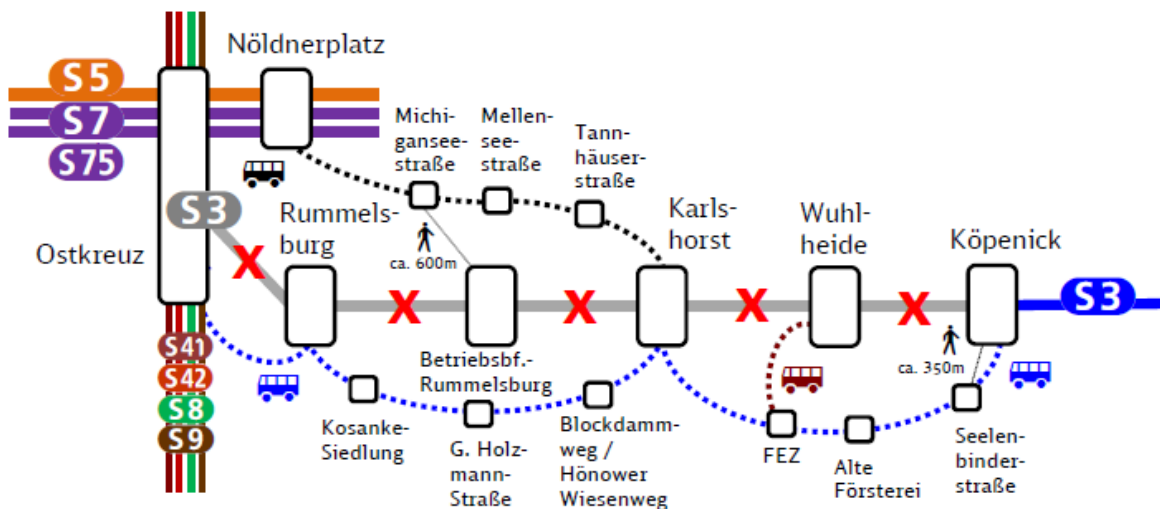 Nöldnerplatz
S5
S7
S75
Michi-
gansee-
straße
Mellen-
see-
straße
Tann-
häuser-
straße
S3
Rummels-
burg
Karls-
horst
Wuhl-
heide
Köpenick
Ostkreuz
ca. 600m
X
X
X
X
X
S3
S41
S42
S8
S9
Betriebsbf.-
Rummelsburg
ca. 350m
Kosanke-
Siedlung
G. Holz-
mann-
Straße
Blockdamm-
weg /
Hönower
Wiesenweg
FEZ
Alte
Försterei
Seelen-
binder-
straße